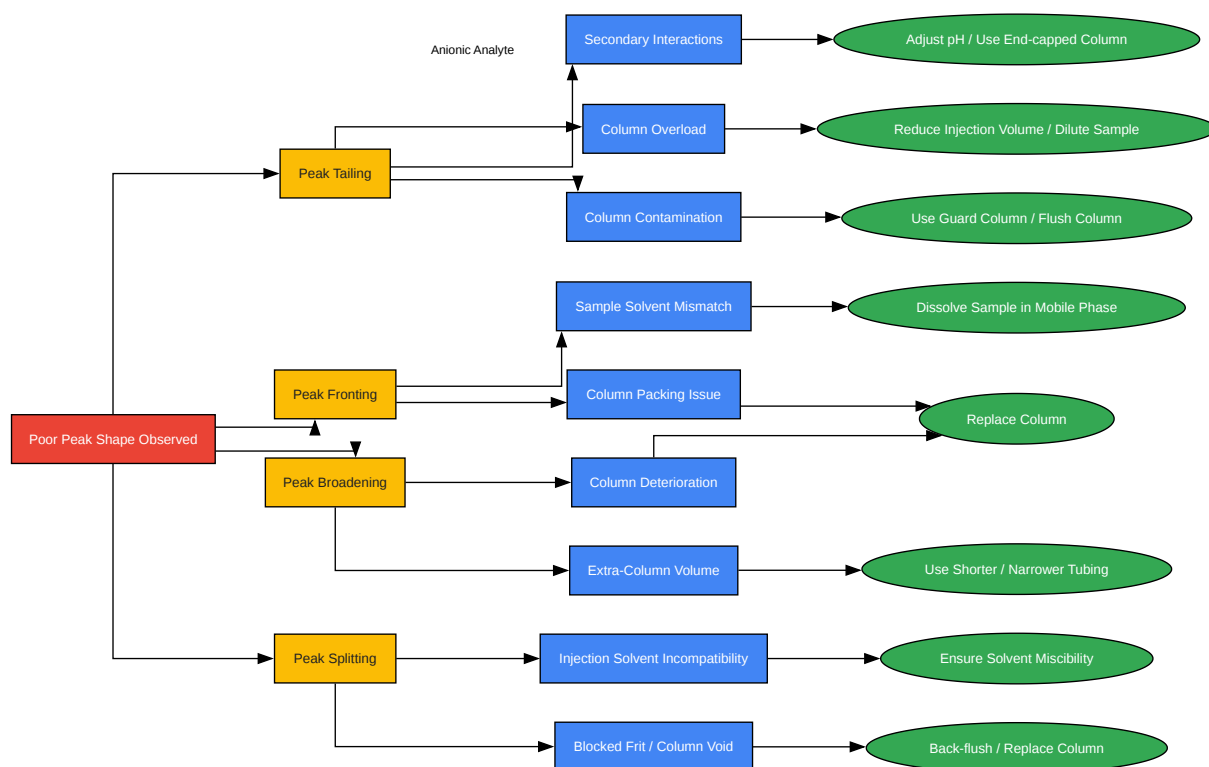 Anionic Analyte
Secondary Interactions
Adjust pH / Use End-capped Column
Column Overload
Reduce Injection Volume / Dilute Sample
Peak Tailing
Column Contamination
Use Guard Column / Flush Column
Sample Solvent Mismatch
Dissolve Sample in Mobile Phase
Peak Fronting
Column Packing Issue
Replace Column
Poor Peak Shape Observed
Peak Broadening
Column Deterioration
Extra-Column Volume
Use Shorter / Narrower Tubing
Peak Splitting
Injection Solvent Incompatibility
Ensure Solvent Miscibility
Blocked Frit / Column Void
Back-flush / Replace Column